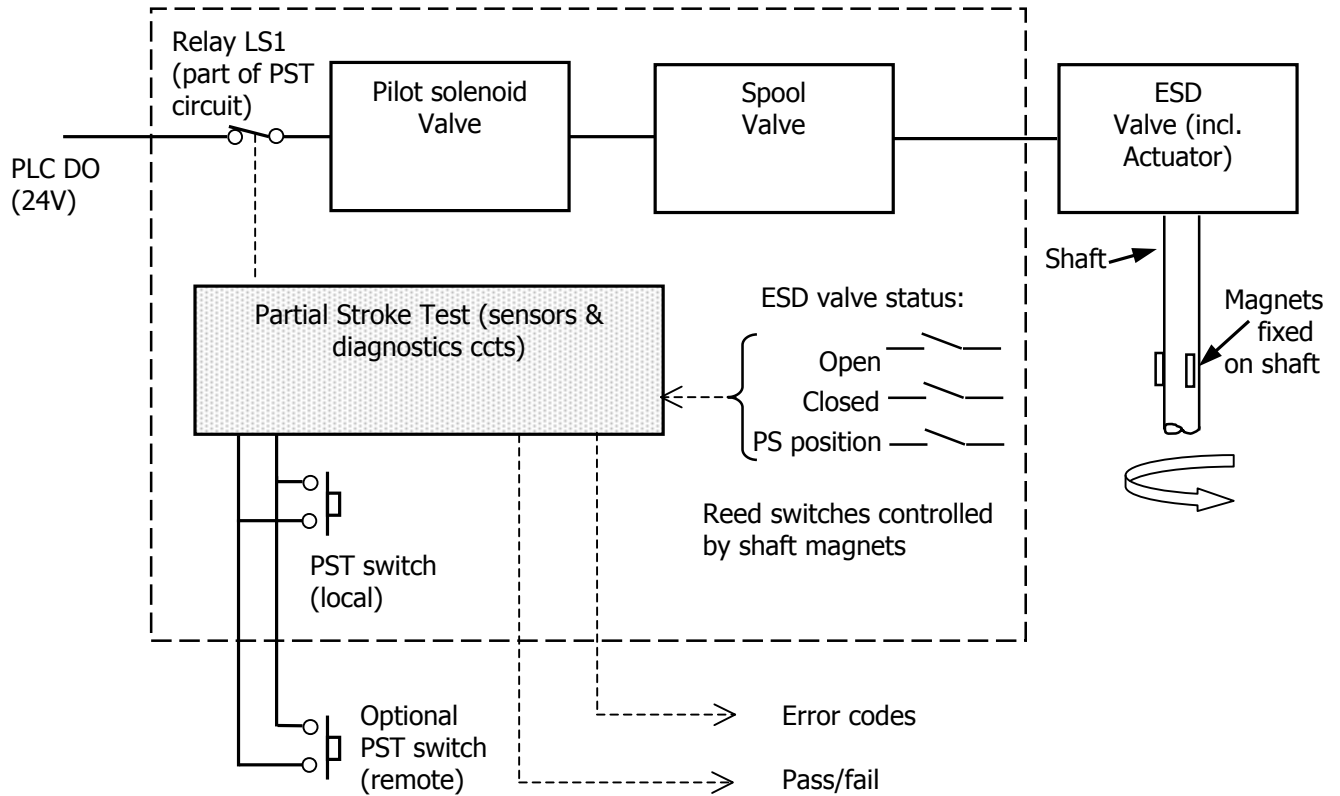 Relay LS1
(part of PST
circuit)
Pilot solenoid
Valve
Spool
Valve
ESD
Valve (incl.
Actuator)
PLC DO
(24V)
Shaft
Magnets
fixed
on shaft
Partial Stroke Test (sensors &
diagnostics ccts)
ESD valve status:
Open
Closed
PS position
Reed switches controlled
by shaft magnets
PST switch
(local)
Optional
PST switch
(remote)
Error codes
Pass/fail